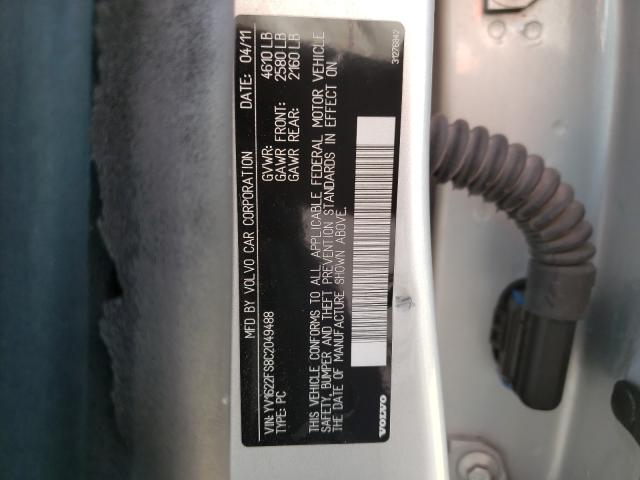 MFD BY VOLVO CAR CORPORATION DATE: 04/11
GVWR: 4610 LB
GAWR FRONT: 2580 LB
GAWR REAR: 2160 LB
VIN: YV1622FS8C2049488
TYPE: PC
THIS VEHICLE CONFORMS TO ALL APPLICABLE FEDERAL MOTOR VEHICLE
SAFETY, BUMPER AND THEFT PREVENTION STANDARDS IN EFFECT ON
DATE OF MANUFACTURE SHOWN ABOVE.
VOLVO 31276942